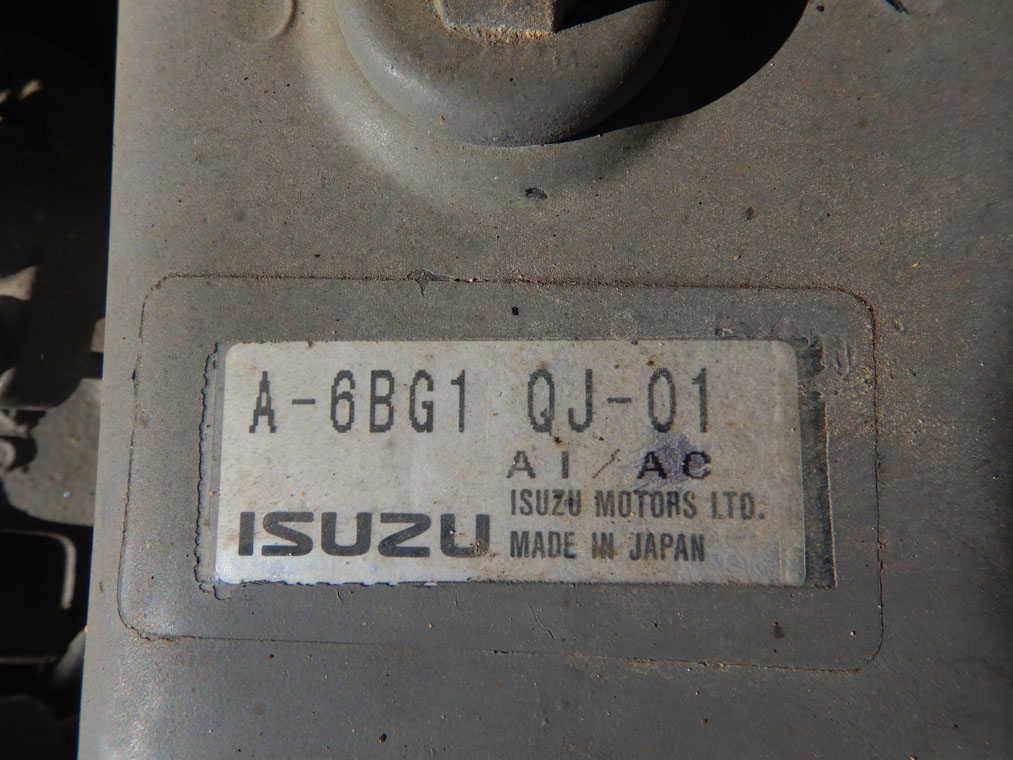 A-6BG1 QJ-01
AI/AC
ISUZU MOTORS LTD.
ISUZU MADE IN JAPAN